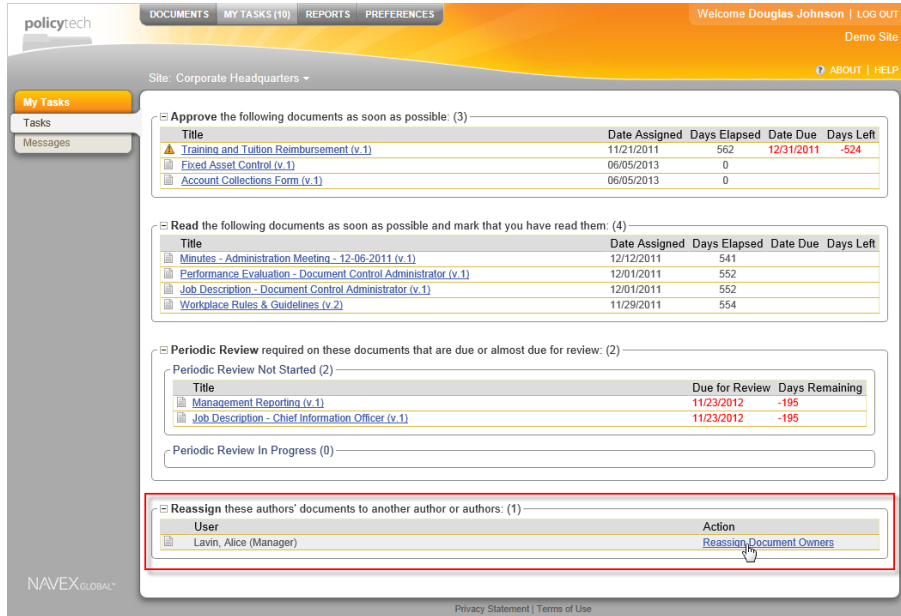 policytech
DOCUMENTS MY TASKS (10) REPORTS PREFERENCES
Welcome Douglas Johnson | LOG OUT
Demo Site
ABOUT | HELP
Site: Corporate Headquarters
My Tasks
Tasks
Messages
Approve the following documents as soon as possible: (3)
Title Date Assigned Days Elapsed Date Due Days Left
Training and Tuition Reimbursement (v.1) 11/21/2011 562 12/31/2011 -524
Fixed Asset Control (v.1) 06/05/2013 0
Account Collections Form (v.1) 06/05/2013 0
Read the following documents as soon as possible and mark that you have read them: (4)
Title Date Assigned Days Elapsed Date Due Days Left
Minutes - Administration Meeting - 12-06-2011 (v.1) 12/12/2011 541
Performance Evaluation - Document Control Administrator (v.1) 12/01/2011 552
Job Description - Document Control Administrator (v.1) 12/01/2011 552
Workplace Rules & Guidelines (v.2) 11/29/2011 554
Periodic Review required on these documents that are due or almost due for review: (2)
Periodic Review Not Started (2)
Title Due for Review Days Remaining
Management Reporting (v.1) 11/23/2012 -195
Job Description - Chief Information Officer (v.1) 11/23/2012 -195
Periodic Review In Progress (0)
Reassign these authors' documents to another author or authors: (1)
User Action
Lavin, Alice (Manager) Reassign Document Owners
NAVEX GLOBAL™
Privacy Statement | Terms of Use